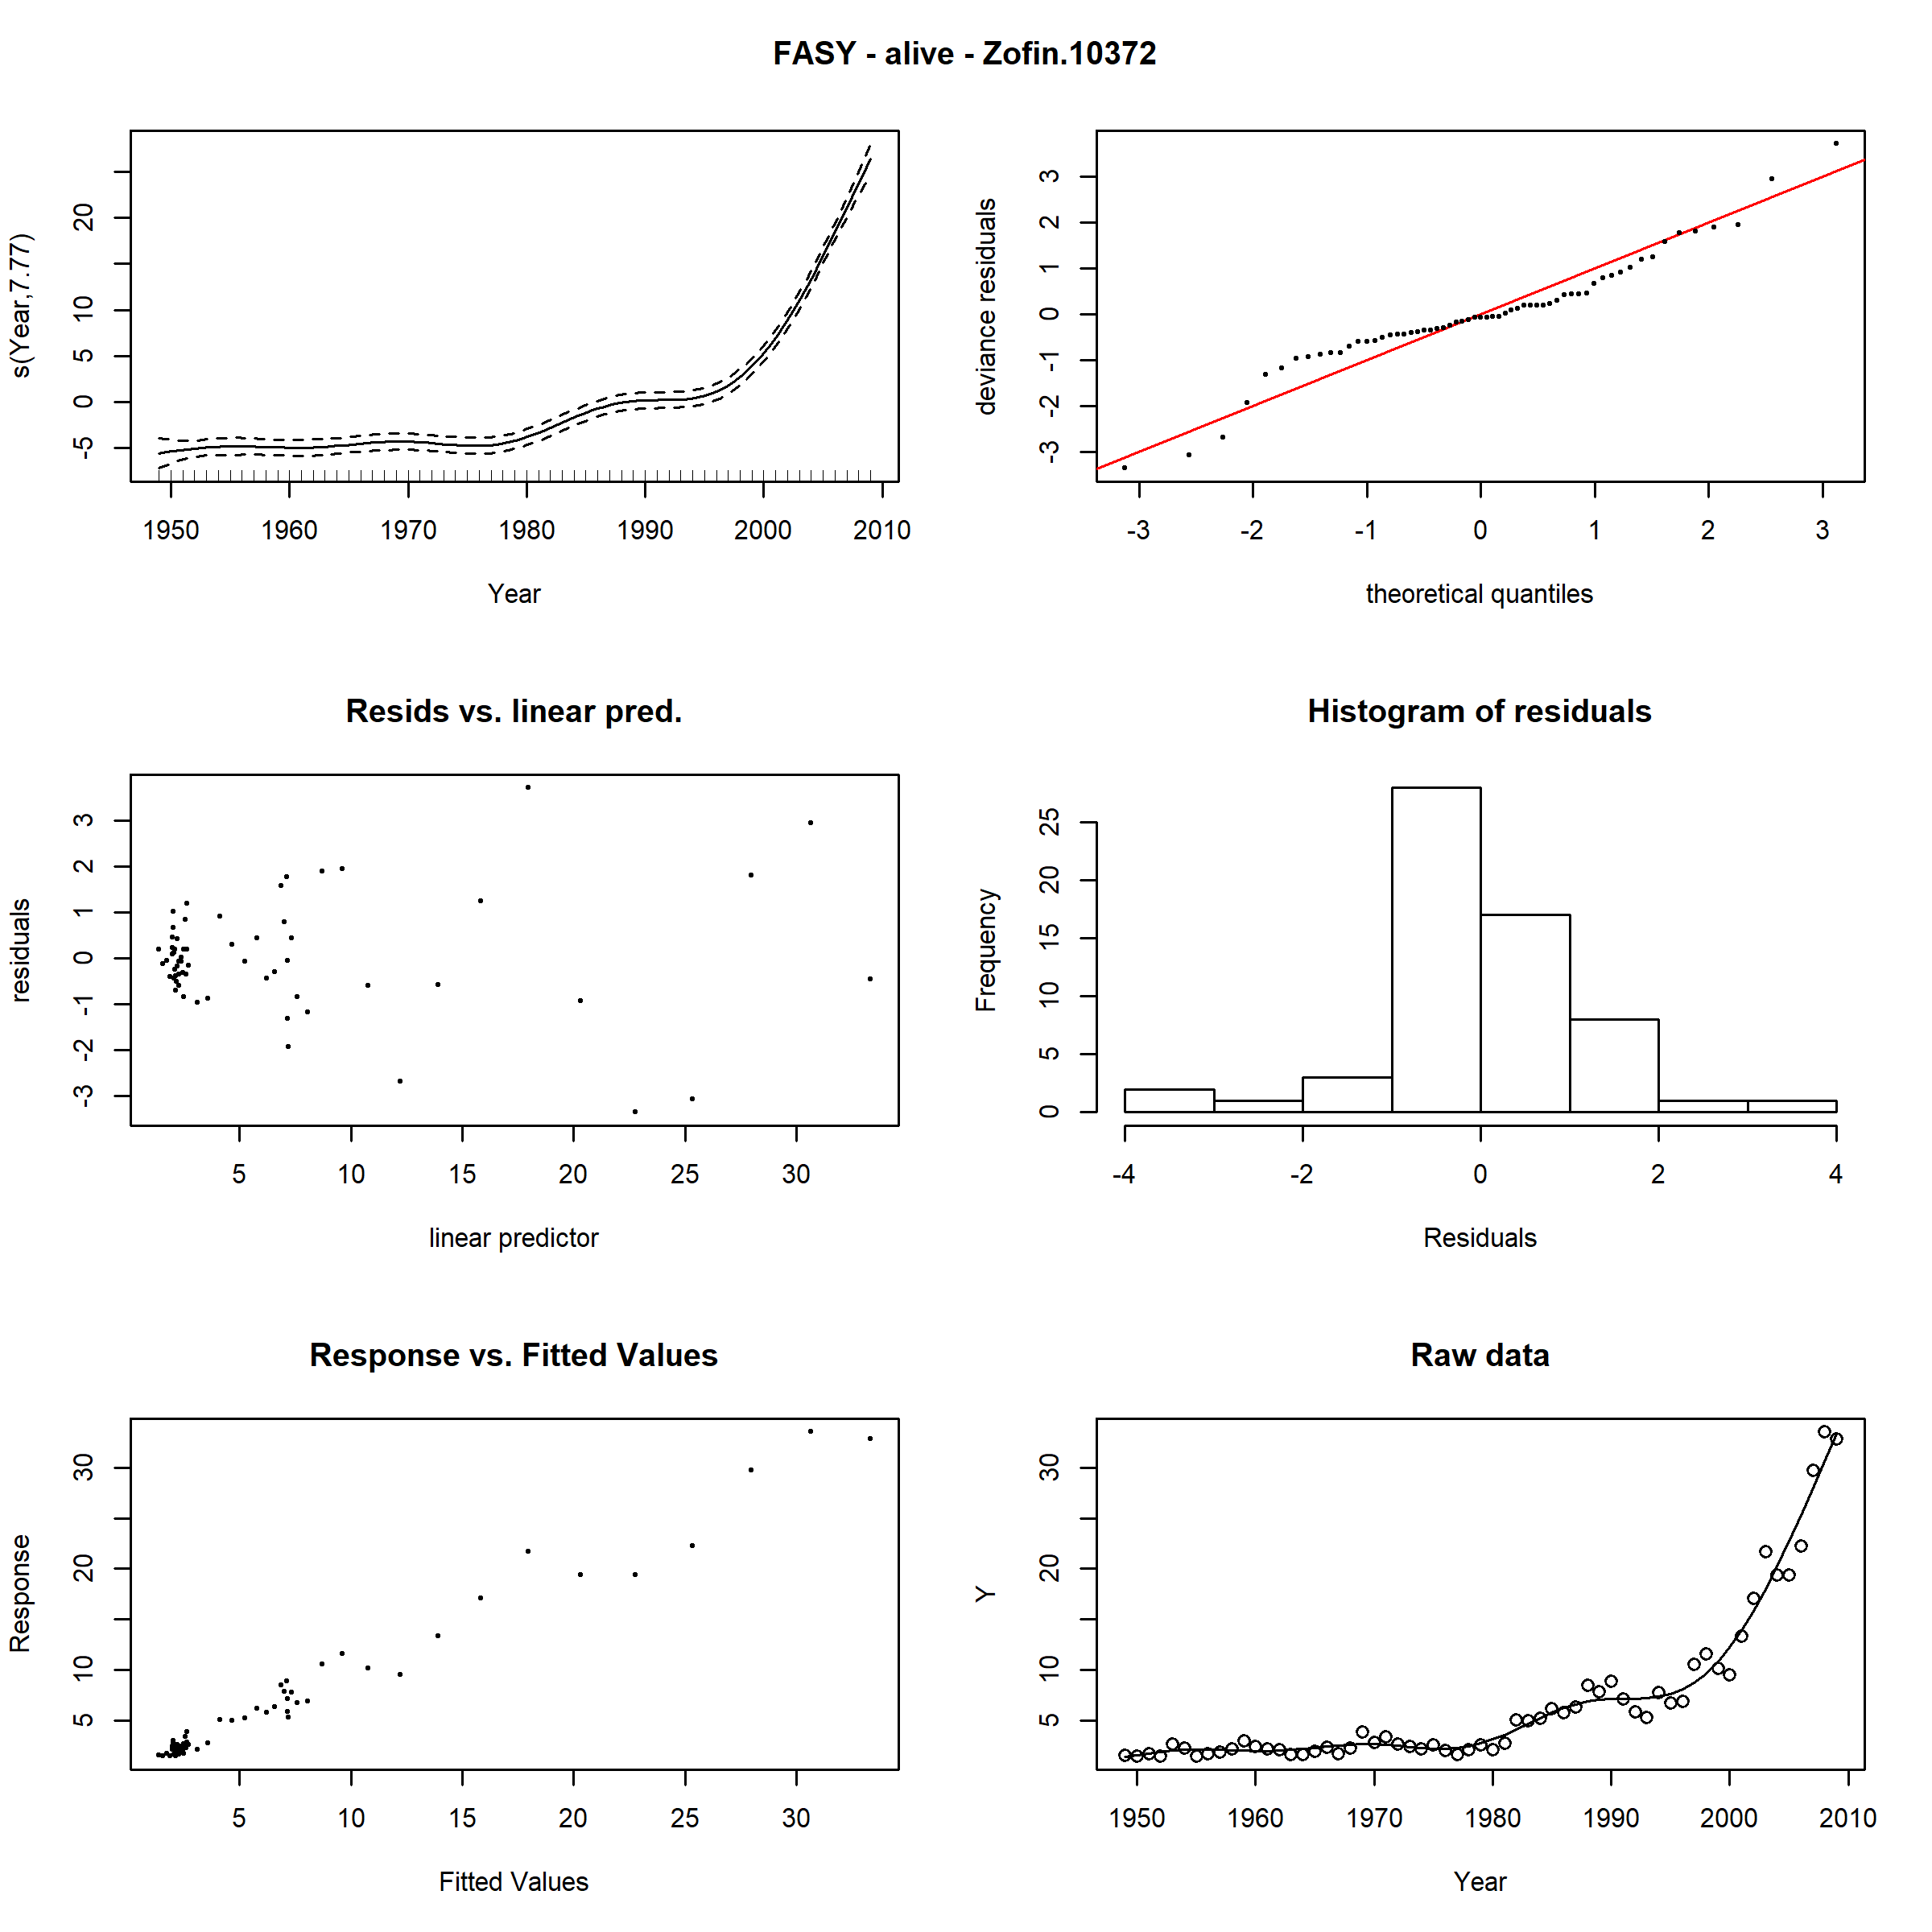 FASY - alive - Zofin.10372
s(Year,7.77)
-5 0 5 10 20
1950 1960 1970 1980 1990 2000 2010
Year
deviance residuals
-3 -2 -1 0 1 2 3
-3 -2 -1 0 1 2 3
theoretical quantiles
Resids vs. linear pred.
residuals
-3 -2 -1 0 1 2 3
5 10 15 20 25 30
linear predictor
Histogram of residuals
Frequency
0 5 10 15 20 25
-4 -2 0 2 4
Residuals
Response vs. Fitted Values
Response
5 10 20 30
5 10 15 20 25 30
Fitted Values
Raw data
Y
5 10 20 30
1950 1960 1970 1980 1990 2000 2010
Year